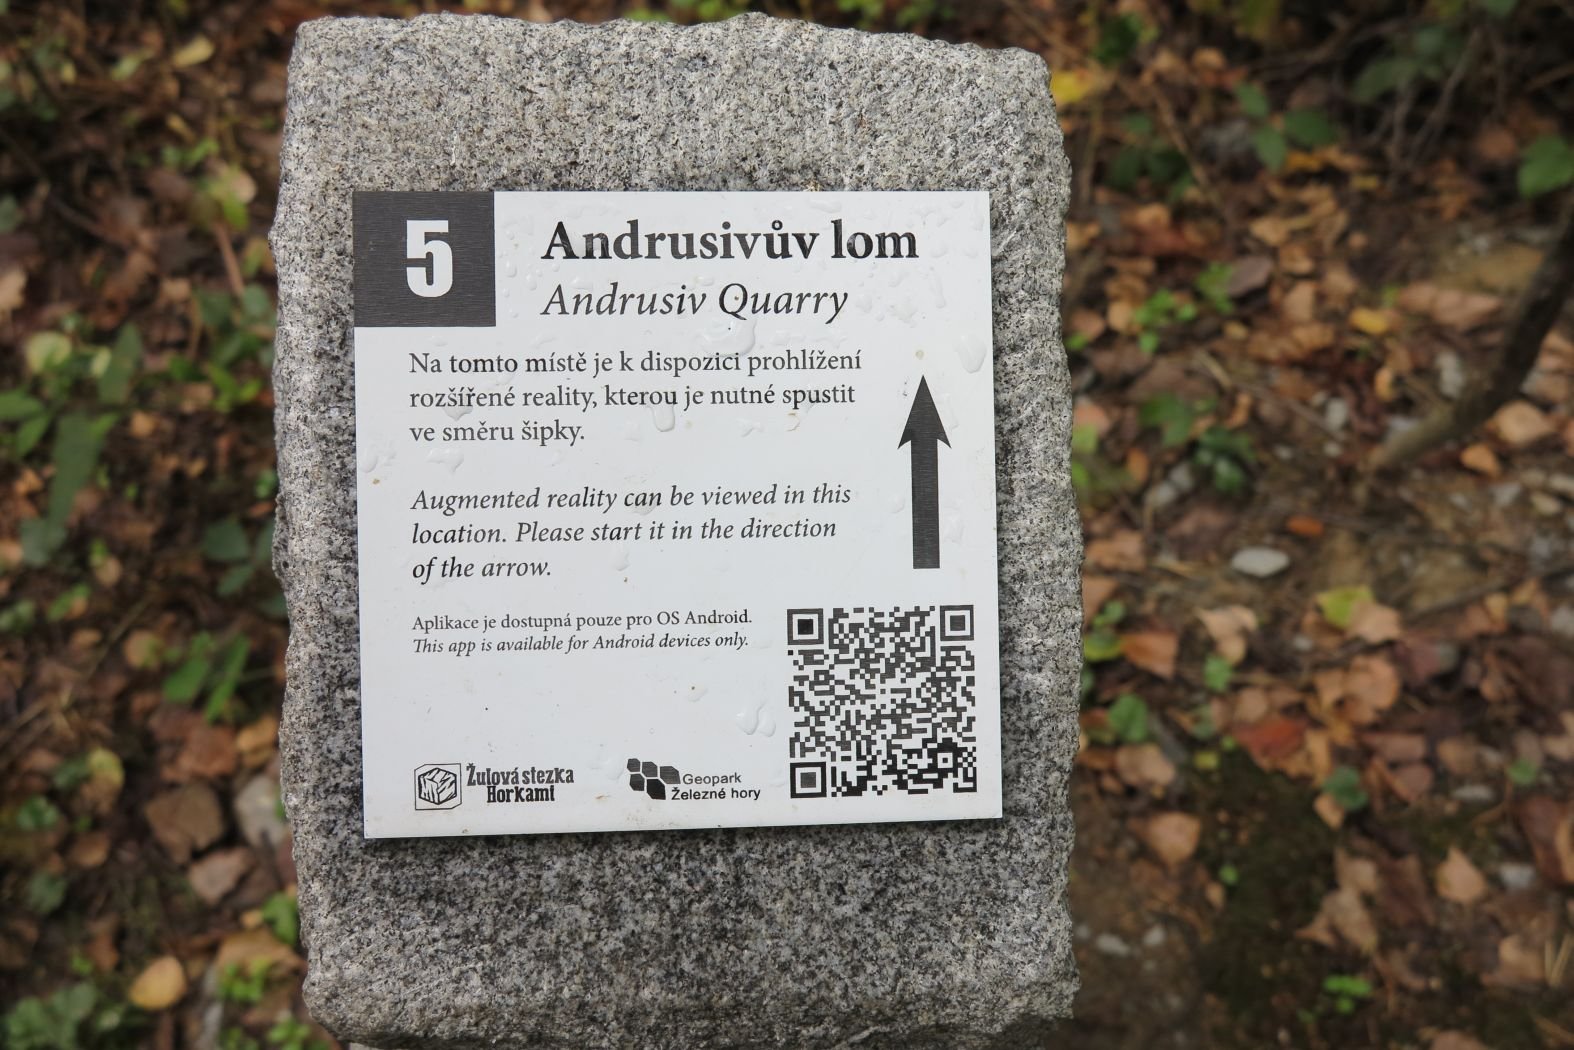 5
Andrusivův lom
Andrusiv Quarry
Na tomto místě je k dispozici prohlížení
rozšířené reality, kterou je nutné spustit
ve směru šipky.
Augmented reality can be viewed in this
location. Please start it in the direction
of the arrow.
Aplikace je dostupná pouze pro OS Android.
This app is available for Android devices only.
Žulová stezka
Horkami
Geopark
Železné hory